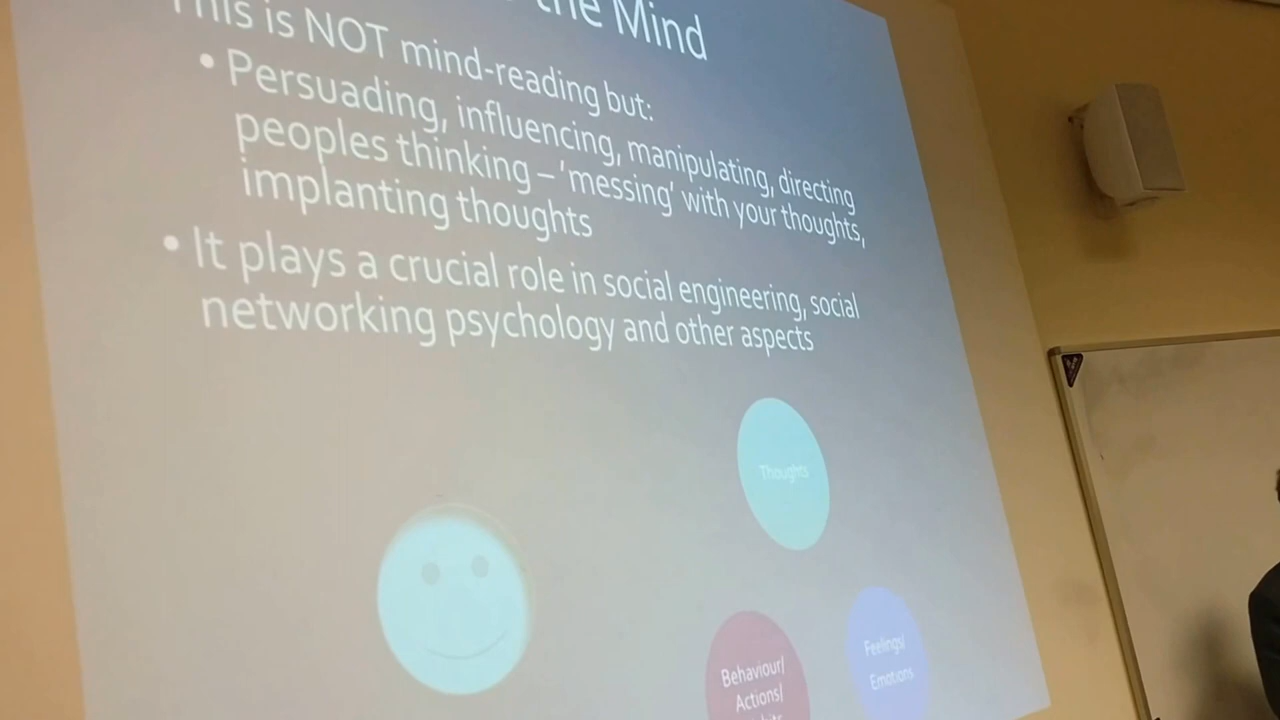 the Mind
This is NOT mind-reading but:
• Persuading, influencing, manipulating, directing
peoples thinking – 'messing' with your thoughts,
implanting thoughts
• It plays a crucial role in social engineering, social
networking psychology and other aspects
Thoughts
Feelings/
Emotions
Behaviour/
Actions/